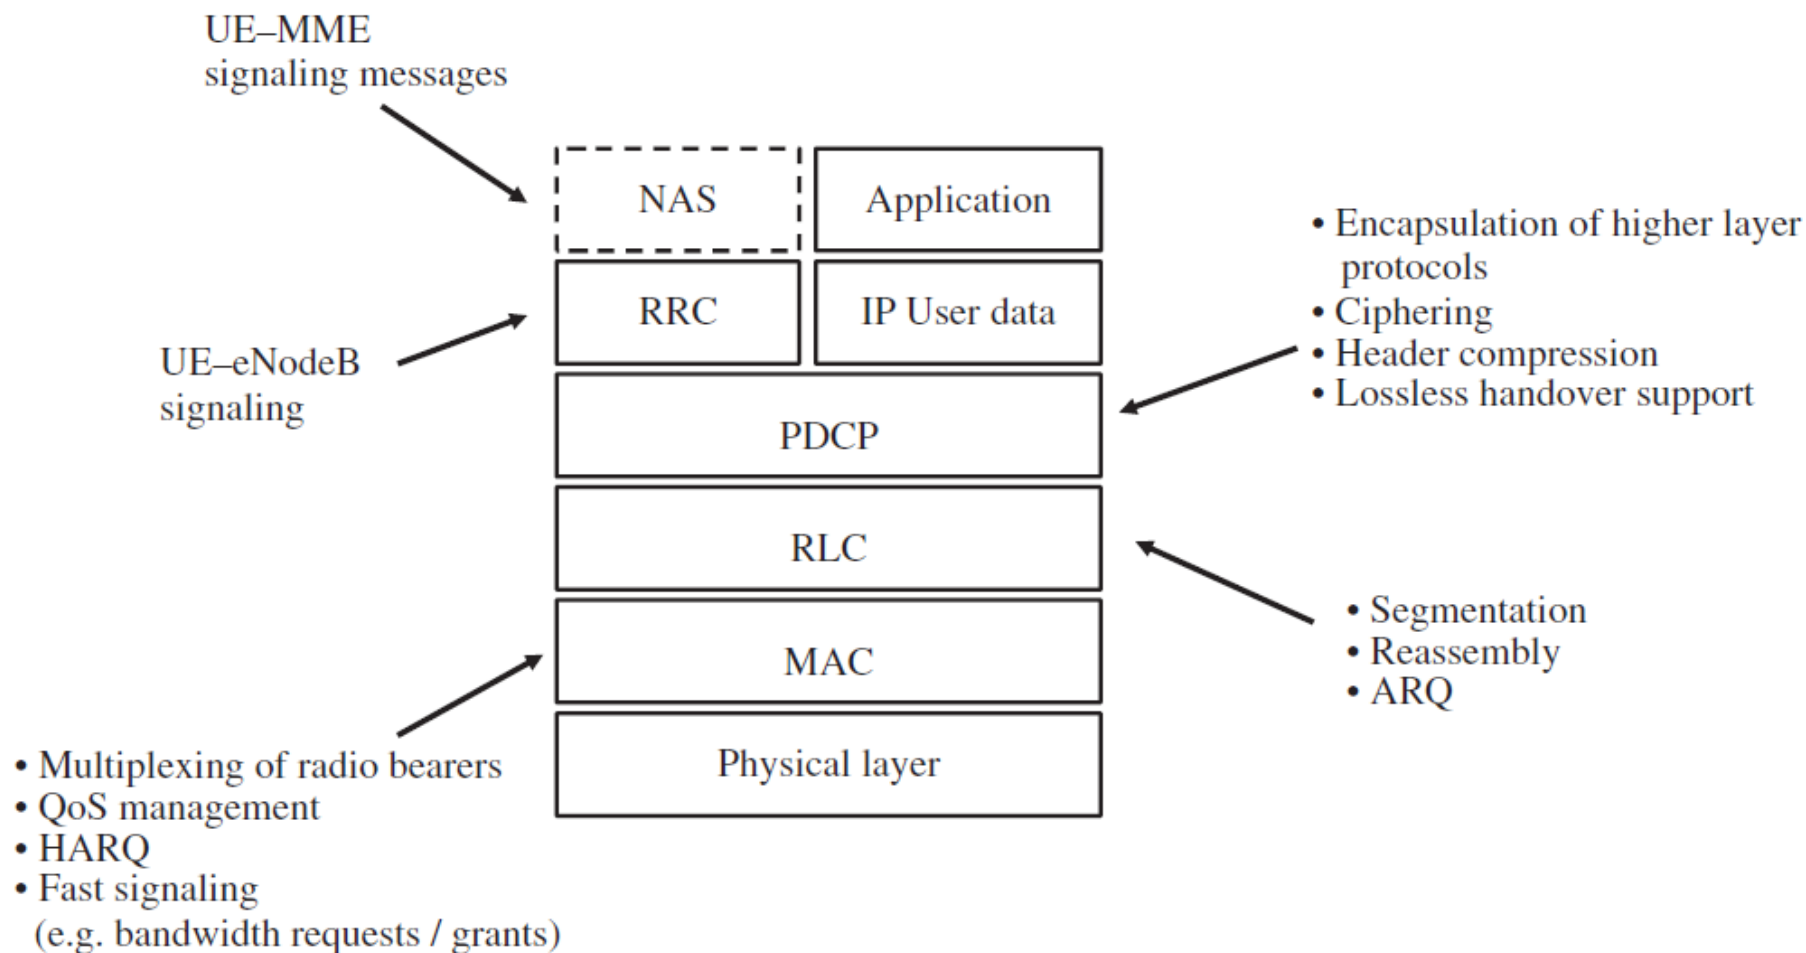 UE–MME
signaling messages
NAS
Application
RRC
IP User data
UE–eNodeB
signaling
• Encapsulation of higher layer
protocols
• Ciphering
• Header compression
• Lossless handover support
PDCP
RLC
• Segmentation
• Reassembly
• ARQ
MAC
Physical layer
• Multiplexing of radio bearers
• QoS management
• HARQ
• Fast signaling
(e.g. bandwidth requests / grants)